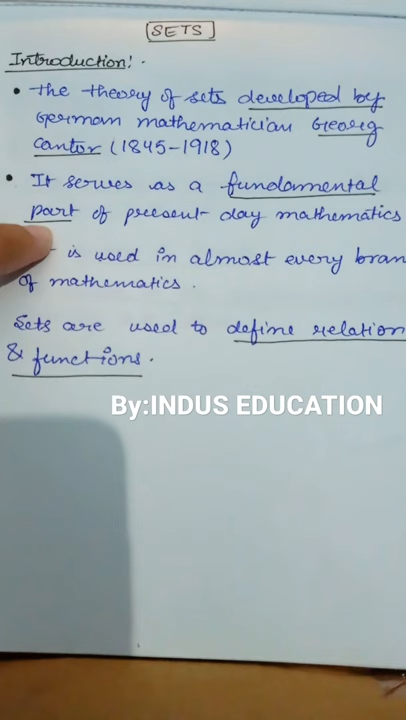 SETS
Introduction:-
• The theory of sets developed by
German mathematician Georg
Cantor (1845-1918)
• It serves as a fundamental
part of present day mathematics
is used in almost every bran
of mathematics.
Sets are used to define relation
& functions.
By:INDUS EDUCATION